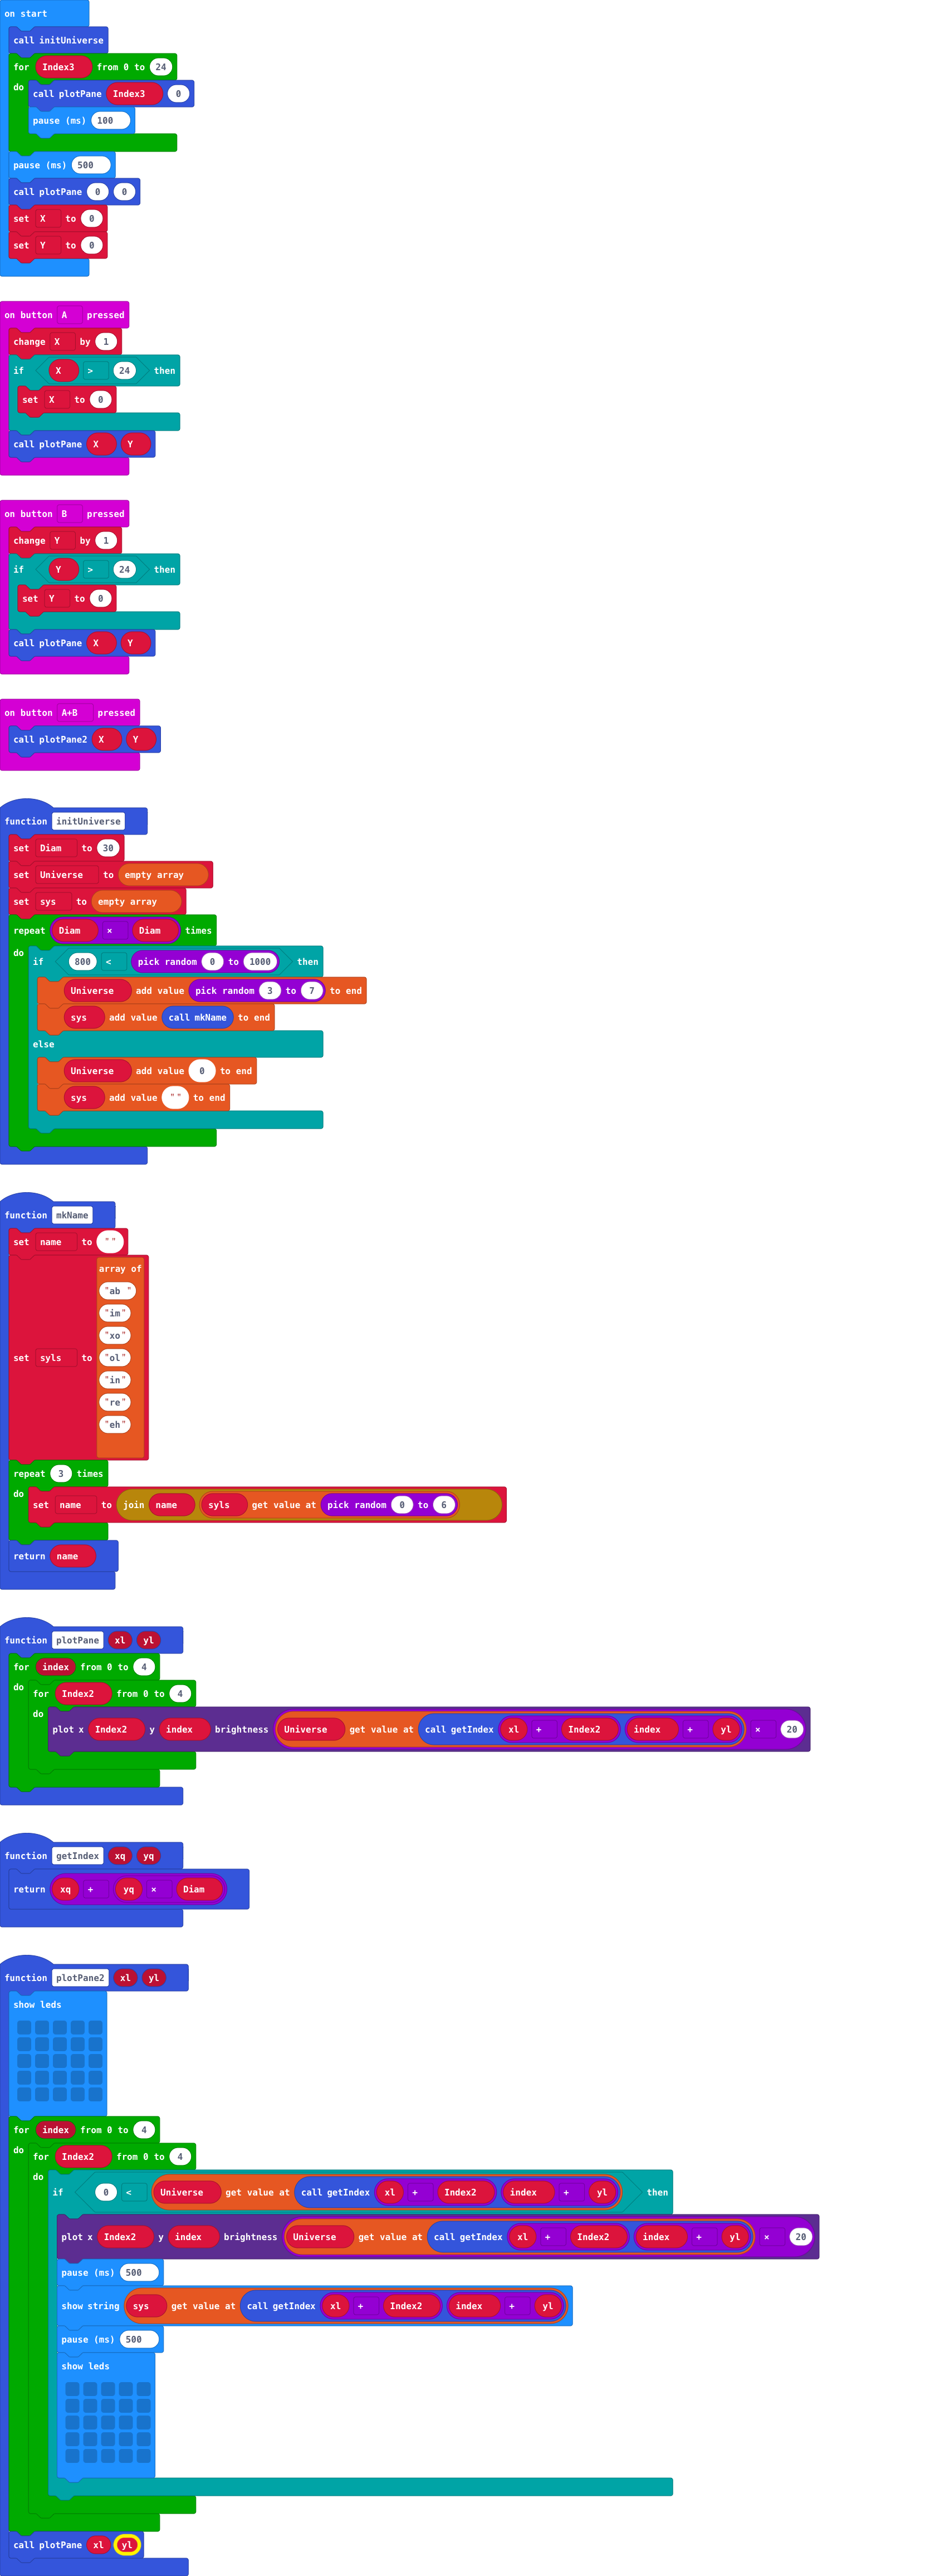 on start
call initUniverse
for Index3 from 0 to 24
do
call plotPane Index3 0
pause (ms) 100
pause (ms) 500
call plotPane 0 0
set X to 0
set Y to 0
on button A pressed
change X by 1
if X > 24 then
set X to 0
call plotPane X Y
on button B pressed
change Y by 1
if Y > 24 then
set Y to 0
call plotPane X Y
on button A+B pressed
call plotPane2 X Y
function initUniverse
set Diam to 30
set Universe to empty array
set sys to empty array
repeat Diam × Diam times
do
if 800 < pick random 0 to 1000 then
Universe add value pick random 3 to 7 to end
sys add value call mkName to end
else
Universe add value 0 to end
sys add value "" to end
function mkName
set name to ""
array of
"ab "
"im"
"xo"
set syls to "ol"
"in"
"re"
"eh"
repeat 3 times
do
set name to join name syls get value at pick random 0 to 6
return name
function plotPane xl yl
for index from 0 to 4
do
for Index2 from 0 to 4
do
plot x Index2 y index brightness Universe get value at call getIndex xl + Index2 index + yl × 20
function getIndex xq yq
return xq + yq × Diam
function plotPane2 xl yl
show leds
for index from 0 to 4
do
for Index2 from 0 to 4
do
if 0 < Universe get value at call getIndex xl + Index2 index + yl then
plot x Index2 y index brightness Universe get value at call getIndex xl + Index2 index + yl × 20
pause (ms) 500
show string sys get value at call getIndex xl + Index2 index + yl
pause (ms) 500
show leds
call plotPane xl yl